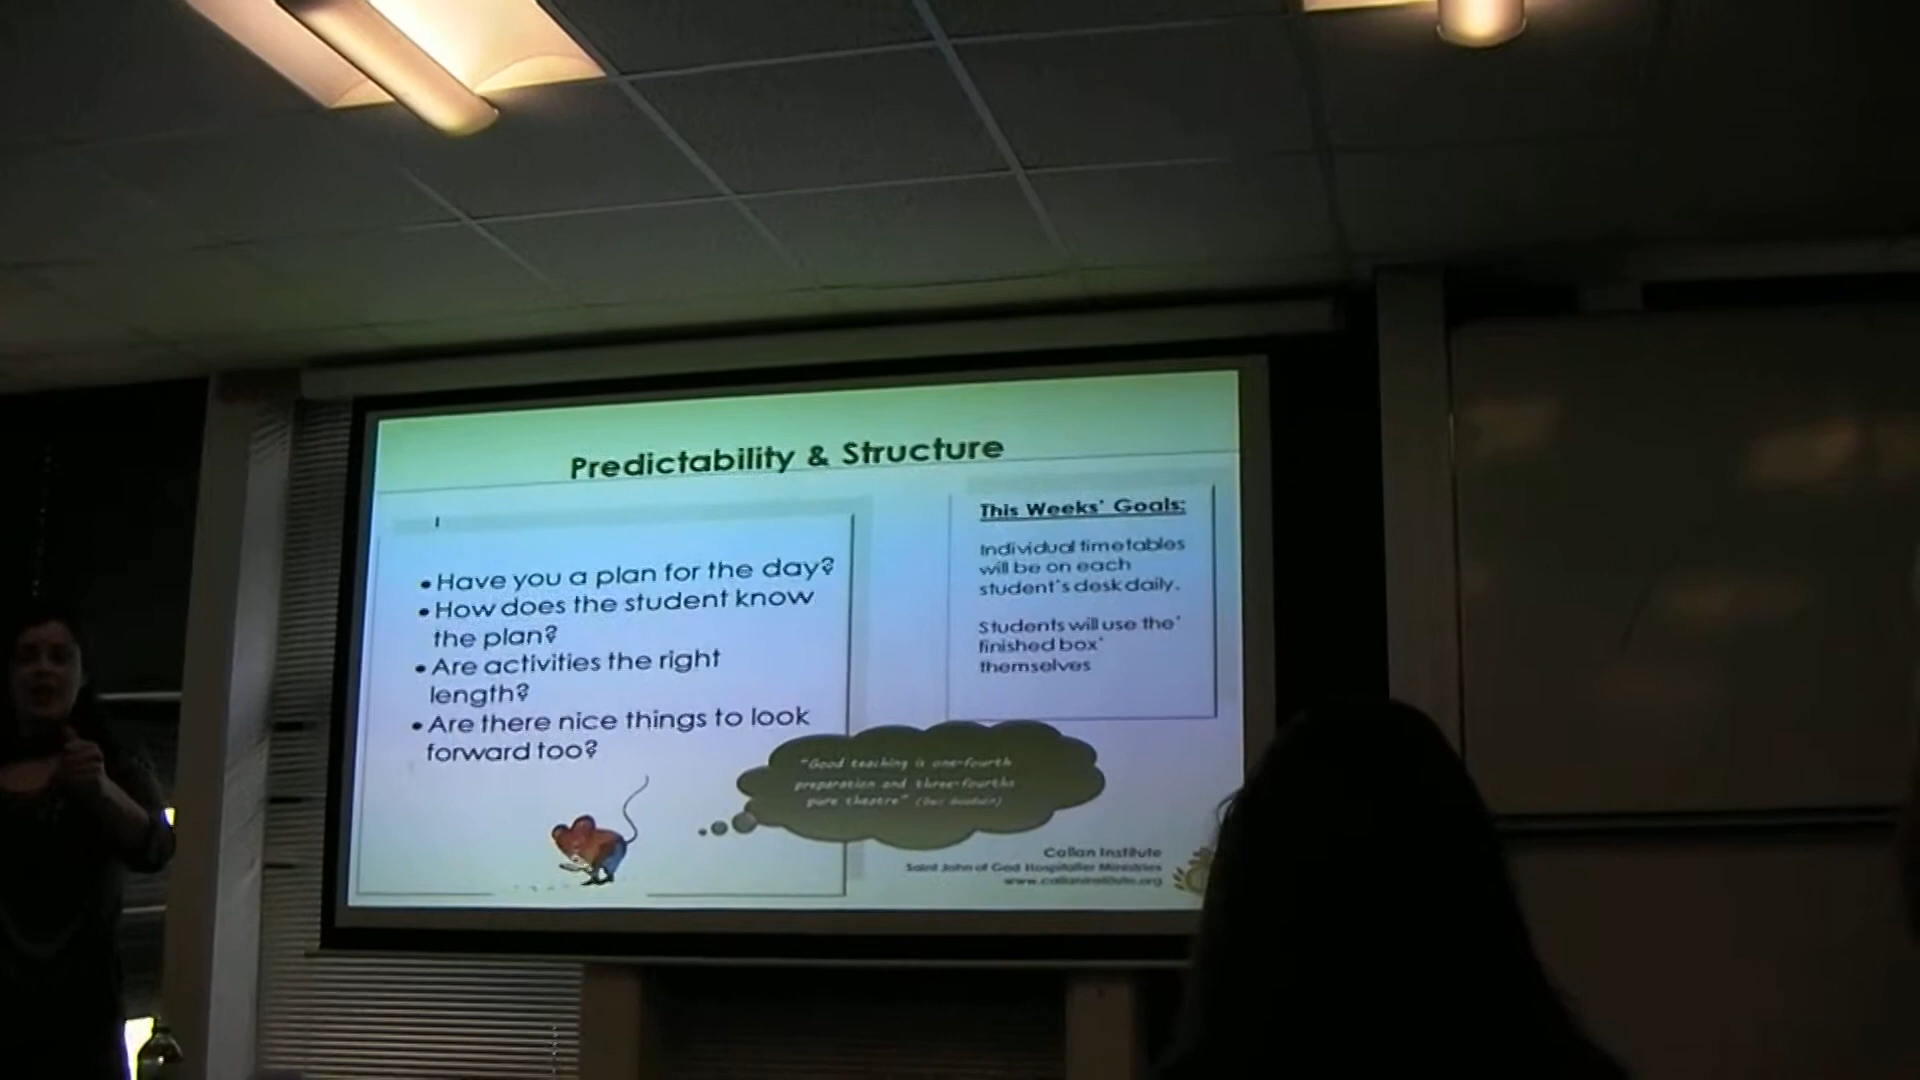 Predictability & Structure
• Have you a plan for the day?
• How does the student know
the plan?
• Are activities the right
length?
• Are there nice things to look
forward too?
This Weeks' Goals:
Individual timetables
will be on each
student's desk daily.
Students will use the'
finished box'
themselves
"Good teaching is one-fourth
preparation and three-fourths
pure theatre"
Callan Institute
Saint John of God Hospitaller Ministries
www.callaninstitute.org